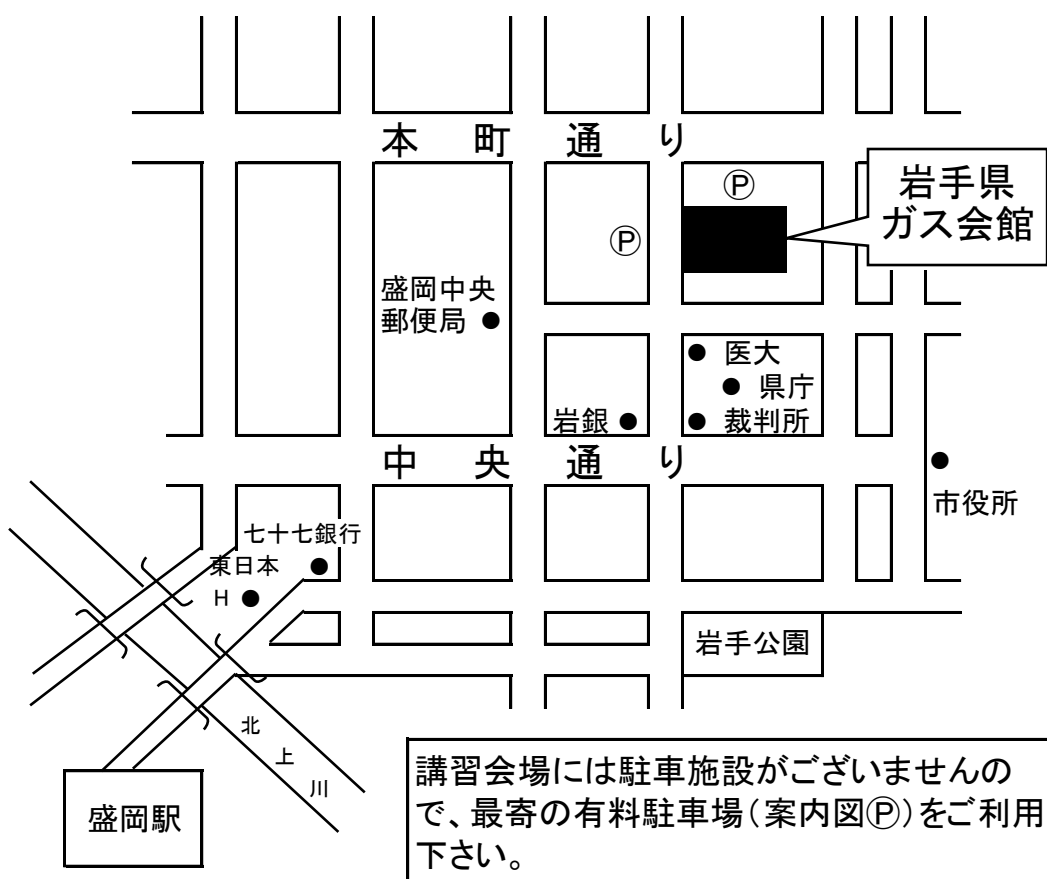 本町通り
Ⓟ
岩手県
ガス会館
Ⓟ
盛岡中央
郵便局 ●
● 医大
● 県庁
岩銀 ●
● 裁判所
中央通り
●
市役所
七十七銀行
●
東日本
H ●
岩手公園
北
上
川
盛岡駅
講習会場には駐車施設がございませんの
で、最寄の有料駐車場(案内図Ⓟ)をご利用
下さい。